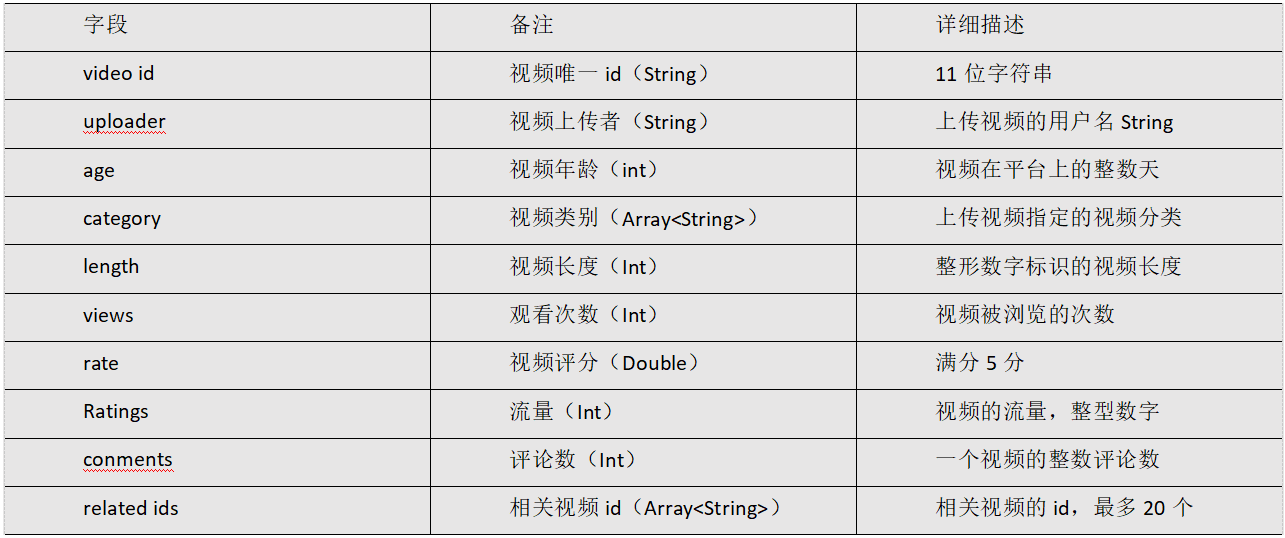 字段 备注 详细描述
video id 视频唯一 id（String） 11 位字符串
uploader 视频上传者（String） 上传视频的用户名 String
age 视频年龄（int） 视频在平台上的整数天
category 视频类别（Array<String>） 上传视频指定的视频分类
length 视频长度（Int） 整形数字标识的视频长度
views 观看次数（Int） 视频被浏览的次数
rate 视频评分（Double） 满分 5 分
Ratings 流量（Int） 视频的流量，整型数字
conments 评论数（Int） 一个视频的整数评论数
related ids 相关视频 id（Array<String>） 相关视频的 id，最多 20 个